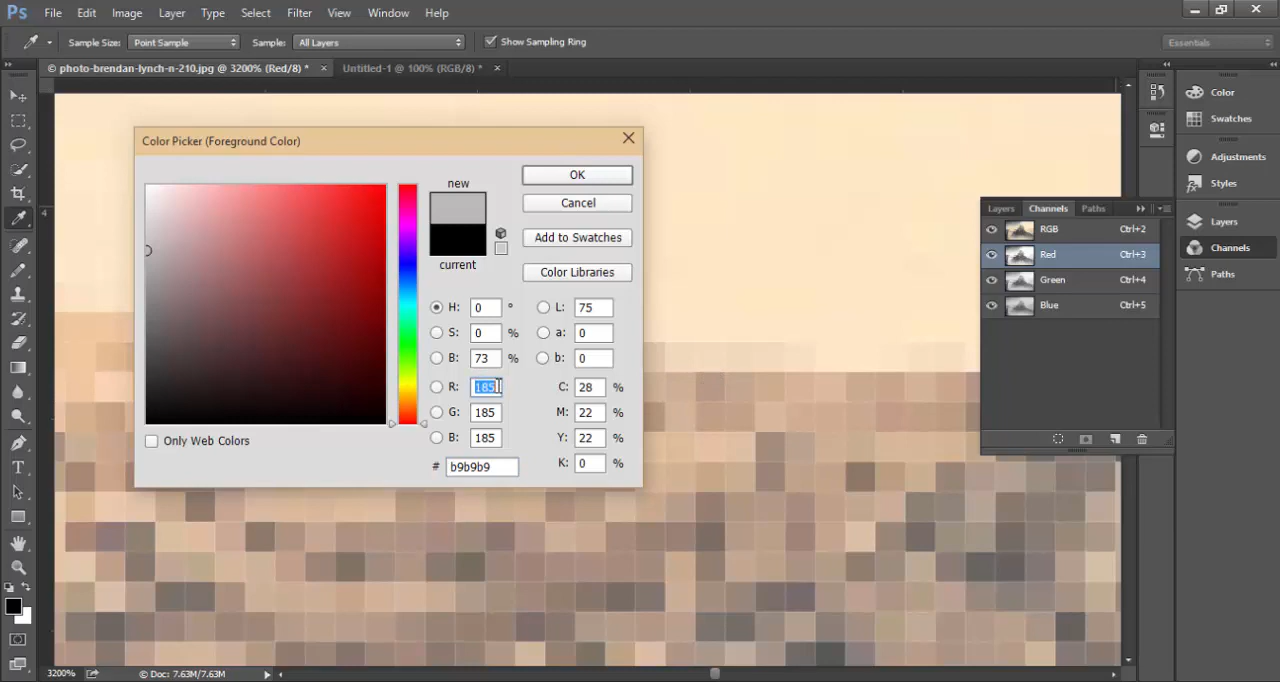 Ps File Edit Image Layer Type Select Filter View Window Help
Sample Size: Point Sample Sample: All Layers Show Sampling Ring Essentials
© photo-brendan-lynch-n-210.jpg @ 3200% (Red/8) * × Untitled-1 @ 100% (RGB/8) * ×
4
Color Picker (Foreground Color)
new
current
OK
Cancel
Add to Swatches
Color Libraries
H: 0 °
S: 0 %
B: 73 %
R: 185
G: 185
B: 185
# b9b9b9
L: 75
a: 0
b: 0
C: 28 %
M: 22 %
Y: 22 %
K: 0 %
Only Web Colors
Layers Channels Paths
RGB Ctrl+2
Red Ctrl+3
Green Ctrl+4
Blue Ctrl+5
Color
Swatches
Adjustments
Styles
Layers
Channels
Paths
3200% © Doc: 7.63M/7.63M